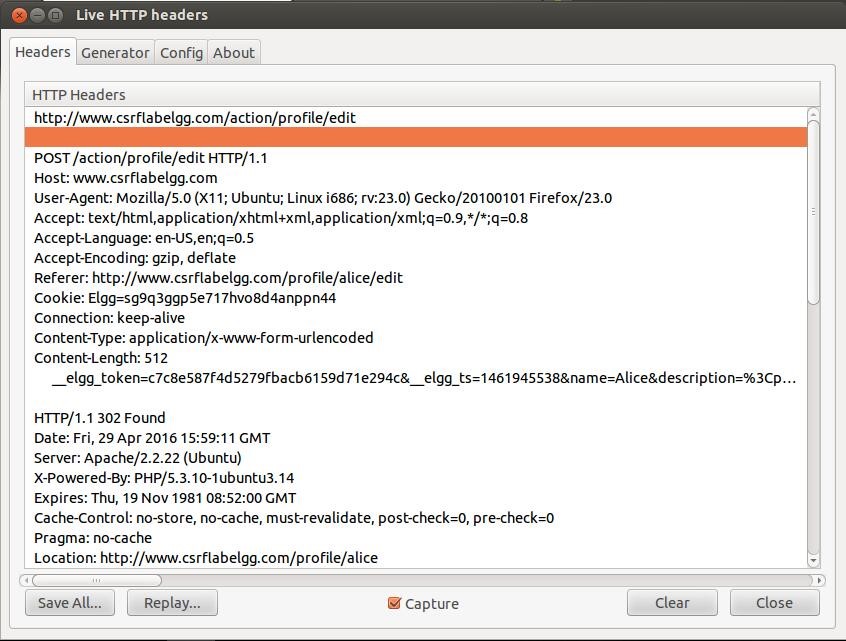 Live HTTP headers
Headers Generator Config About
HTTP Headers
http://www.csrflabelgg.com/action/profile/edit
POST /action/profile/edit HTTP/1.1
Host: www.csrflabelgg.com
User-Agent: Mozilla/5.0 (X11; Ubuntu; Linux i686; rv:23.0) Gecko/20100101 Firefox/23.0
Accept: text/html,application/xhtml+xml,application/xml;q=0.9,*/*;q=0.8
Accept-Language: en-US,en;q=0.5
Accept-Encoding: gzip, deflate
Referer: http://www.csrflabelgg.com/profile/alice/edit
Cookie: Elgg=sg9q3ggp5e717hvo8d4anppn44
Connection: keep-alive
Content-Type: application/x-www-form-urlencoded
Content-Length: 512
__elgg_token=c7c8e587f4d5279fbacb6159d71e294c&__elgg_ts=1461945538&name=Alice&description=%3Cp...
HTTP/1.1 302 Found
Date: Fri, 29 Apr 2016 15:59:11 GMT
Server: Apache/2.2.22 (Ubuntu)
X-Powered-By: PHP/5.3.10-1ubuntu3.14
Expires: Thu, 19 Nov 1981 08:52:00 GMT
Cache-Control: no-store, no-cache, must-revalidate, post-check=0, pre-check=0
Pragma: no-cache
Location: http://www.csrflabelgg.com/profile/alice
Save All... Replay... Capture Clear Close